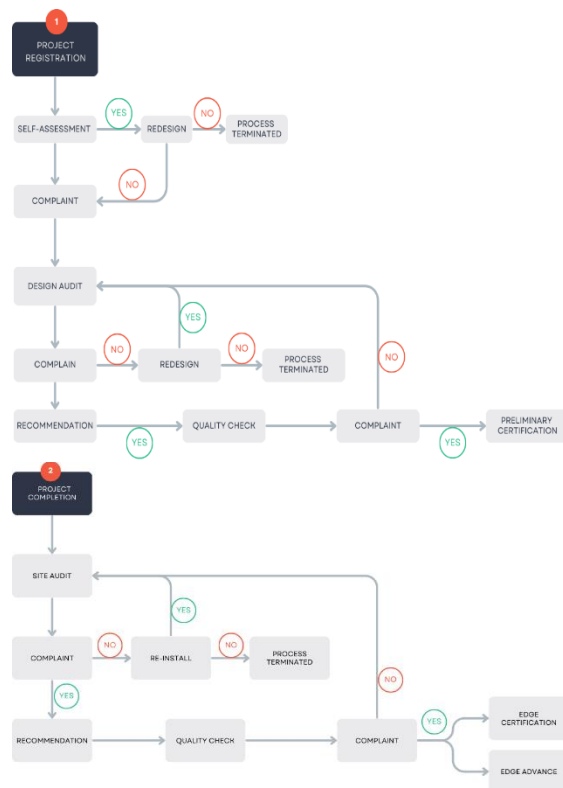 1
PROJECT
REGISTRATION
SELF-ASSESSMENT
YES
REDESIGN
NO
PROCESS
TERMINATED
NO
COMPLAINT
DESIGN AUDIT
YES
COMPLAIN
NO
REDESIGN
NO
PROCESS
TERMINATED
NO
RECOMMENDATION
YES
QUALITY CHECK
COMPLAINT
YES
PRELIMINARY
CERTIFICATION
2
PROJECT
COMPLETION
SITE AUDIT
YES
COMPLAINT
NO
RE-INSTALL
NO
PROCESS
TERMINATED
NO
YES
RECOMMENDATION
QUALITY CHECK
COMPLAINT
YES
EDGE
CERTIFICATION
EDGE ADVANCE